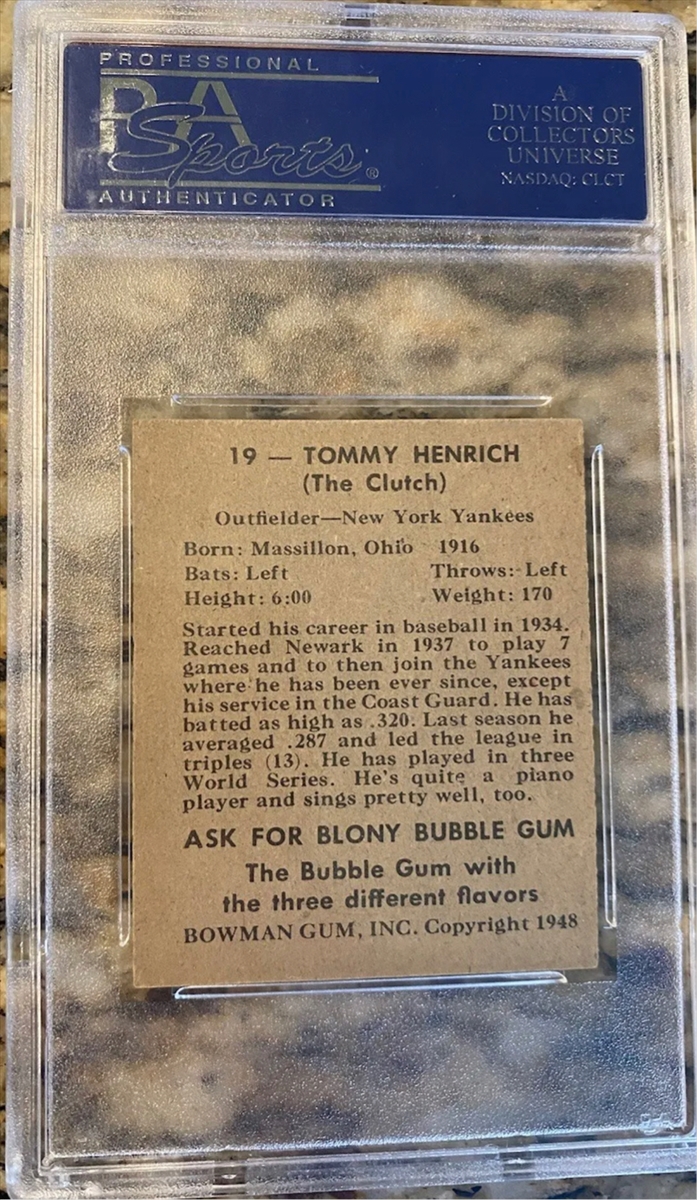 PROFESSIONAL
PSA
Sports®
AUTHENTICATOR
A
DIVISION OF
COLLECTORS
UNIVERSE
NASDAQ: CLCT
19 — TOMMY HENRICH
(The Clutch)
Outfielder—New York Yankees
Born: Massillon, Ohio 1916
Bats: Left Throws: Left
Height: 6:00 Weight: 170
Started his career in baseball in 1934.
Reached Newark in 1937 to play 7
games and to then join the Yankees
where he has been ever since, except
his service in the Coast Guard. He has
batted as high as .320. Last season he
averaged .287 and led the league in
triples (13). He has played in three
World Series. He's quite a piano
player and sings pretty well, too.
ASK FOR BLONY BUBBLE GUM
The Bubble Gum with
the three different flavors
BOWMAN GUM, INC. Copyright 1948